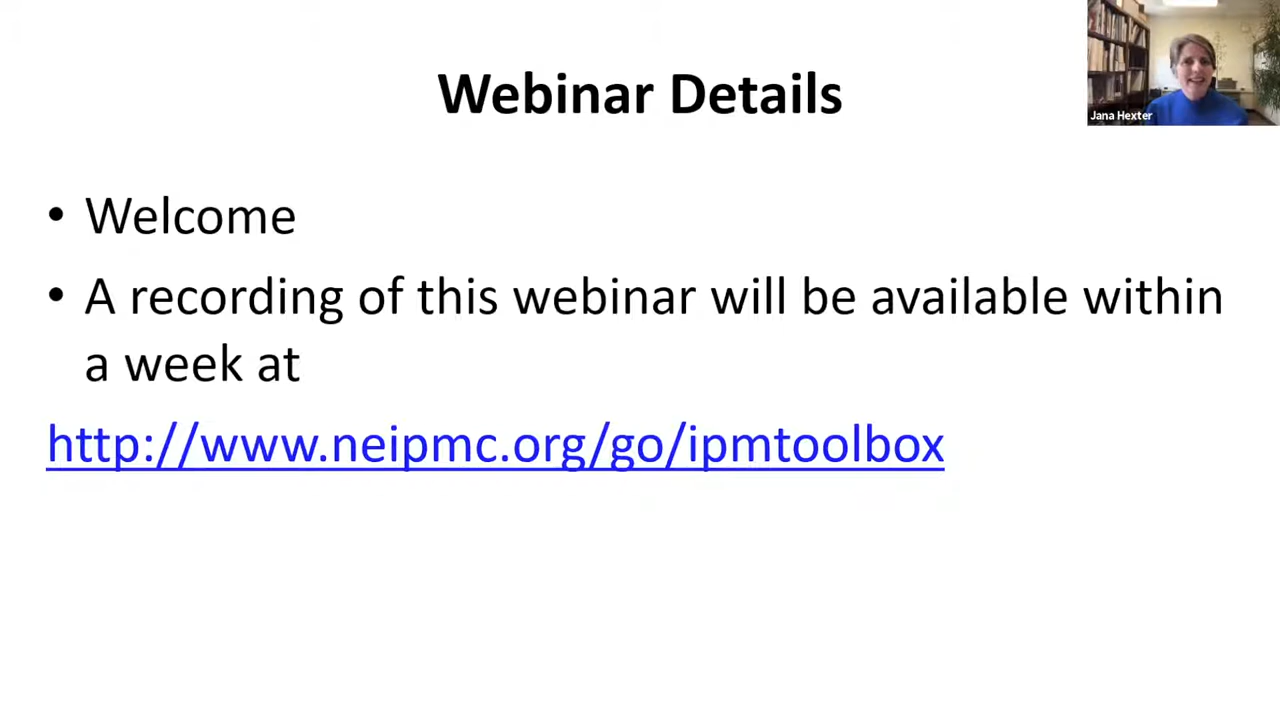 Webinar Details
Jana Hexter
• Welcome
• A recording of this webinar will be available within
a week at
http://www.neipmc.org/go/ipmtoolbox